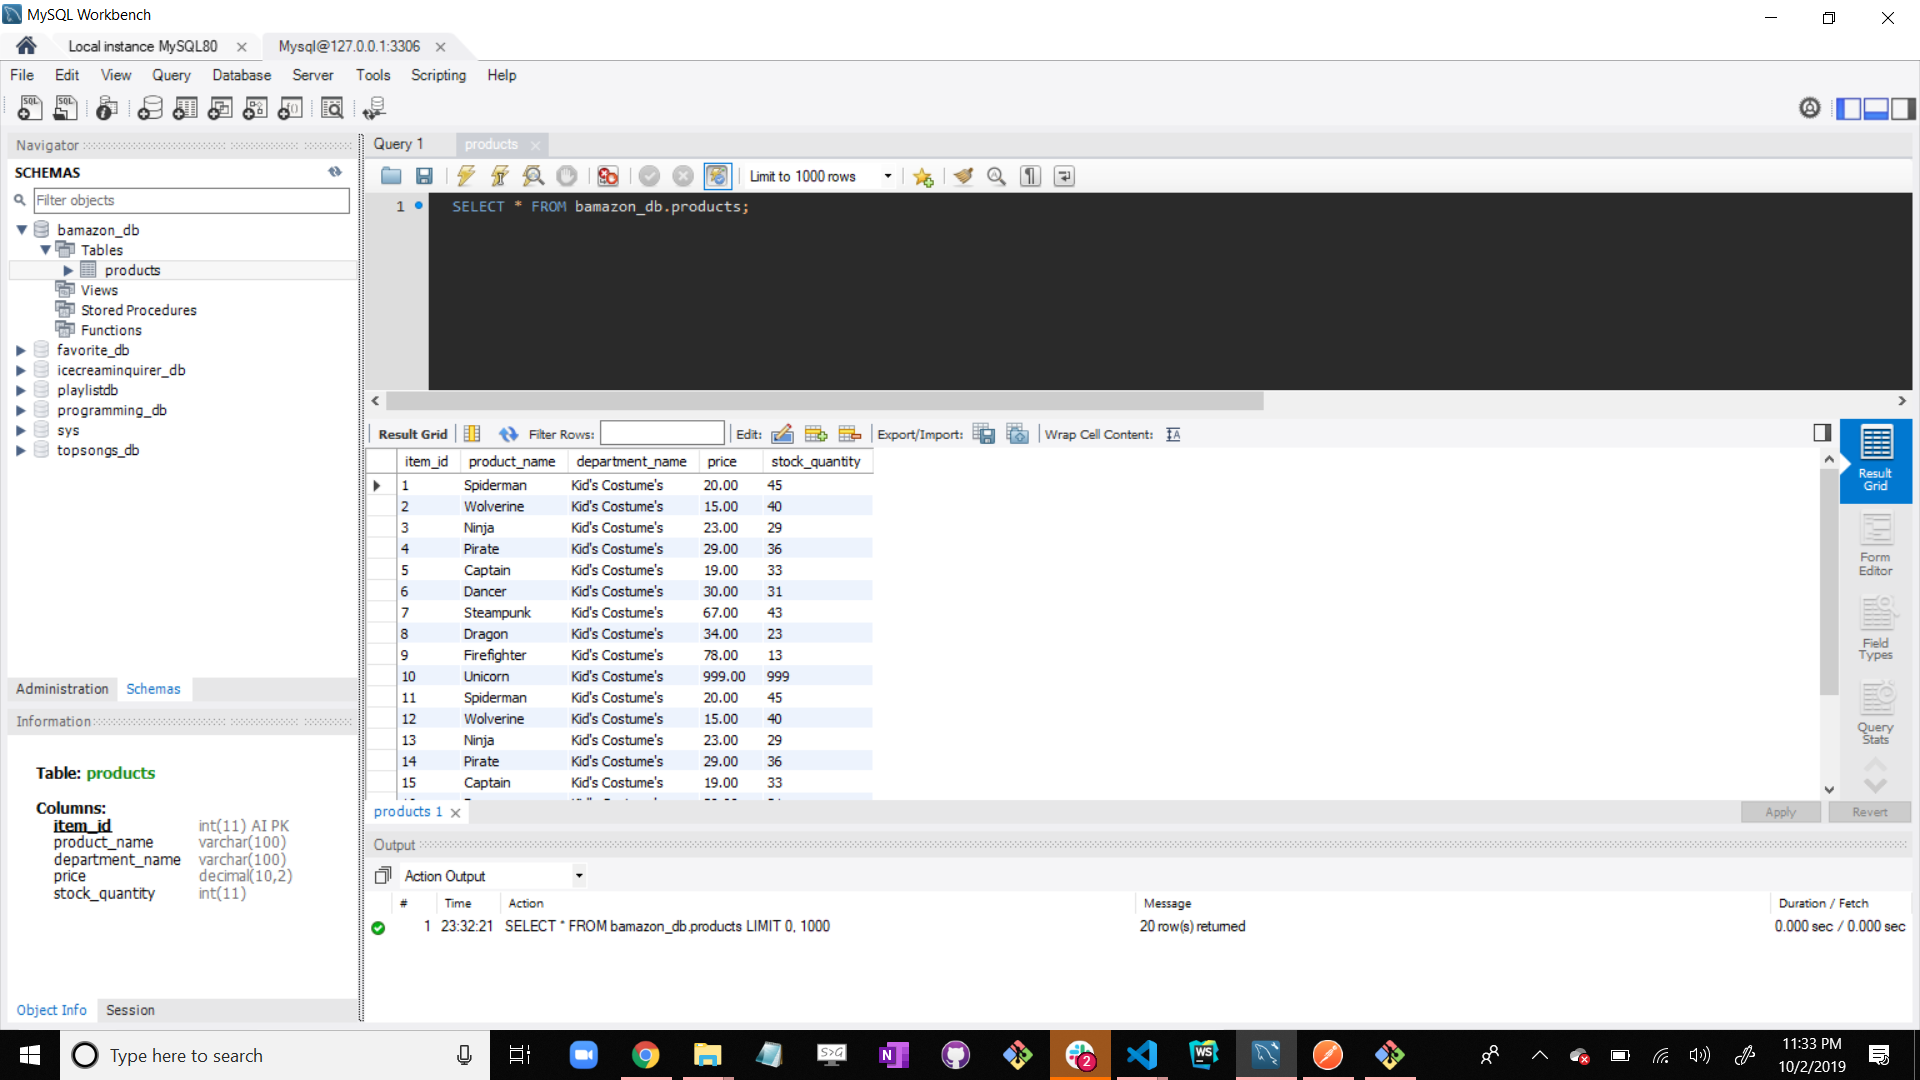 MySQL Workbench
Local instance MySQL80
Mysql@127.0.0.1:3306
File Edit View Query Database Server Tools Scripting Help
Navigator
SCHEMAS
Filter objects
bamazon_db
Tables
products
Views
Stored Procedures
Functions
favorite_db
icecreaminquirer_db
playlistdb
programming_db
sys
topsongs_db
Administration Schemas
Information
Table: products
Columns:
item_id int(11) AI PK
product_name varchar(100)
department_name varchar(100)
price decimal(10,2)
stock_quantity int(11)
Object Info Session
Query 1 products
Limit to 1000 rows
1 SELECT * FROM bamazon_db.products;
Result Grid Filter Rows: Edit: Export/Import: Wrap Cell Content:
item_id product_name department_name price stock_quantity
1 Spiderman Kid's Costume's 20.00 45
2 Wolverine Kid's Costume's 15.00 40
3 Ninja Kid's Costume's 23.00 29
4 Pirate Kid's Costume's 29.00 36
5 Captain Kid's Costume's 19.00 33
6 Dancer Kid's Costume's 30.00 31
7 Steampunk Kid's Costume's 67.00 43
8 Dragon Kid's Costume's 34.00 23
9 Firefighter Kid's Costume's 78.00 13
10 Unicorn Kid's Costume's 999.00 999
11 Spiderman Kid's Costume's 20.00 45
12 Wolverine Kid's Costume's 15.00 40
13 Ninja Kid's Costume's 23.00 29
14 Pirate Kid's Costume's 29.00 36
15 Captain Kid's Costume's 19.00 33
Result
Grid
Form
Editor
Field
Types
Query
Stats
products 1
Apply Revert
Output
Action Output
# Time Action Message Duration / Fetch
1 23:32:21 SELECT * FROM bamazon_db.products LIMIT 0, 1000 20 row(s) returned 0.000 sec / 0.000 sec
Type here to search
2
11:33 PM
10/2/2019